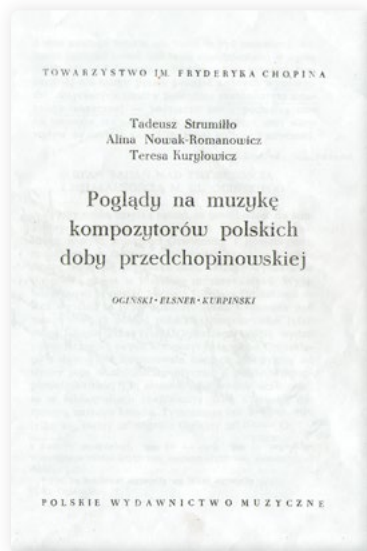 TOWARZYSTWO IM. FRYDERYKA CHOPINA
Tadeusz Strumiłło
Alina Nowak-Romanowicz
Teresa Kuryłowicz
Poglądy na muzykę
kompozytorów polskich
doby przedchopinowskiej
OGIŃSKI • ELSNER • KURPIŃSKI
POLSKIE WYDAWNICTWO MUZYCZNE